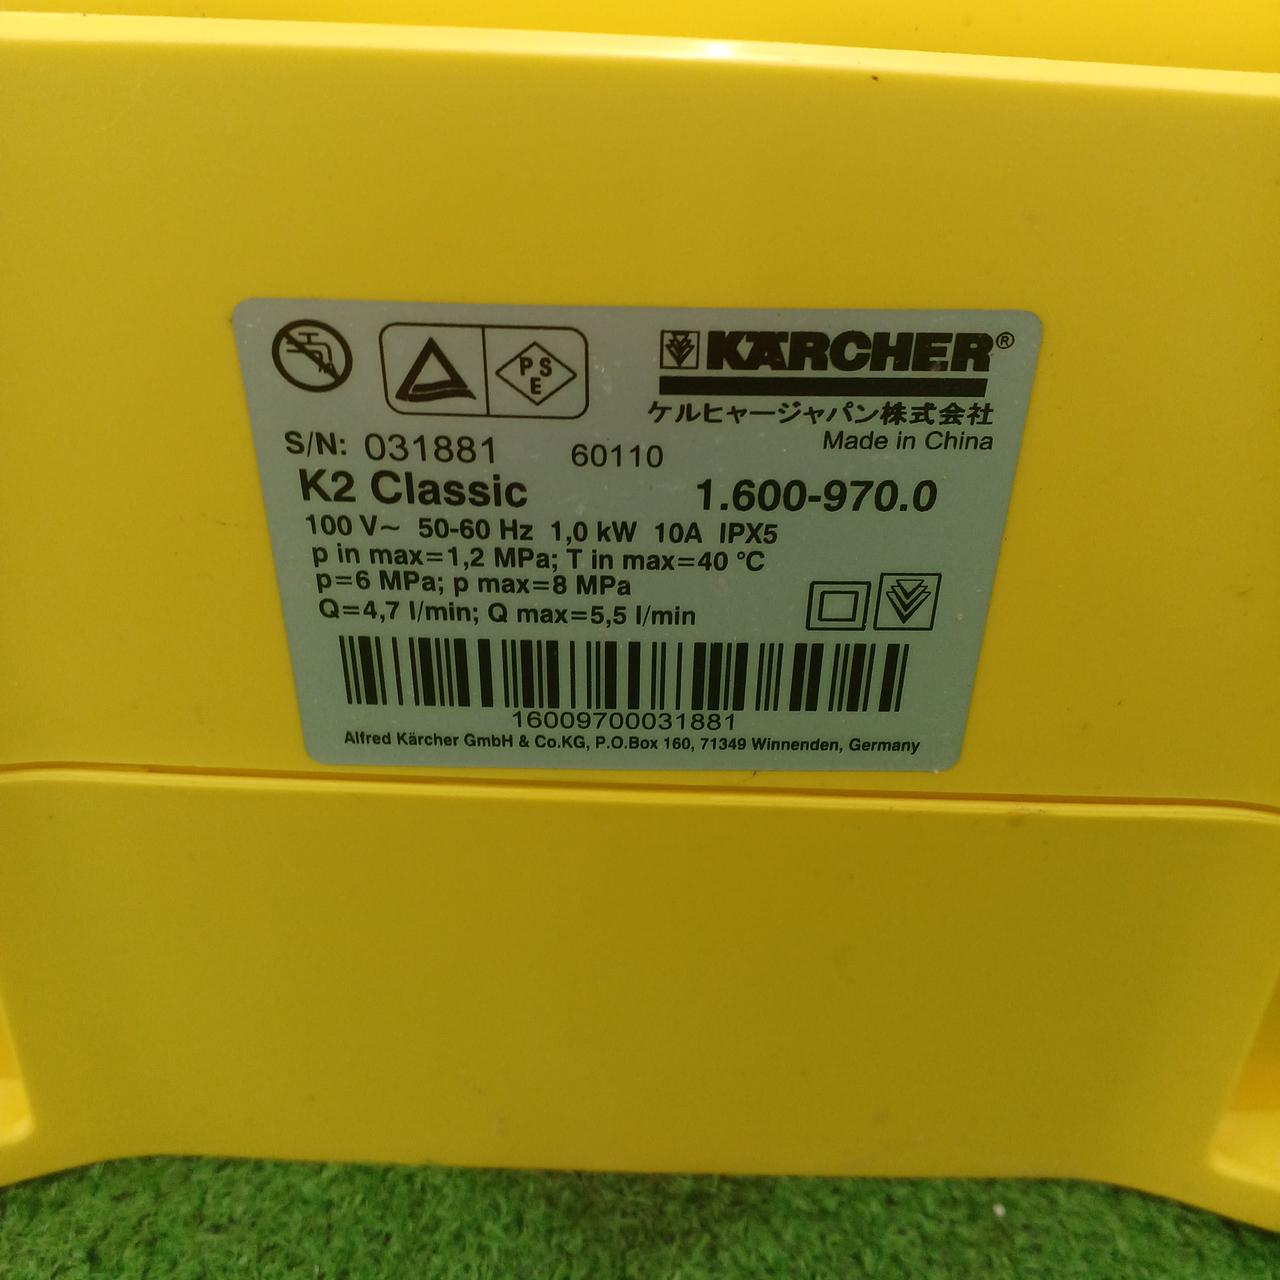 P S
E
KÄRCHER®
ケルヒャージャパン株式会社
Made in China
S/N: 031881 60110
K2 Classic 1.600-970.0
100 V~ 50-60 Hz 1,0 kW 10A IPX5
p in max=1,2 MPa; T in max=40 °C
p=6 MPa; p max=8 MPa
Q=4,7 l/min; Q max=5,5 l/min
16009700031881
Alfred Kärcher GmbH & Co.KG, P.O.Box 160, 71349 Winnenden, Germany